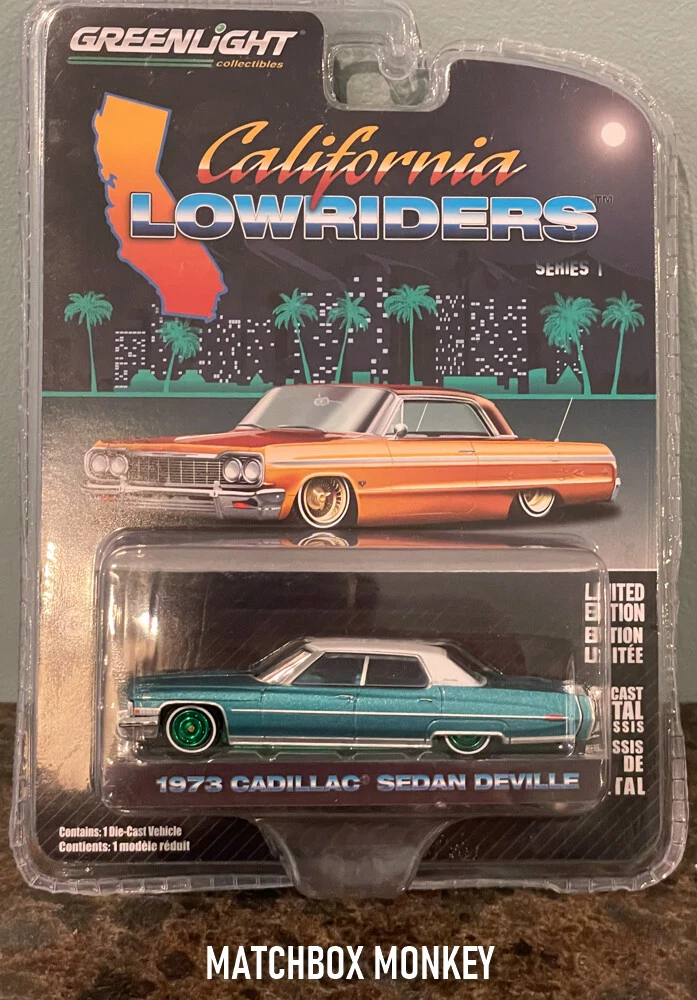 GREENLiGHT
collectibles
California
LOWRIDERS™
SERIES 1
LIMITED
EDITION
ÉDITION
LIMITÉE
CAST
TAL
SSIS
SSIS
DE
TAL
1973 CADILLAC® SEDAN DEVILLE
Contains: 1 Die-Cast Vehicle
Contients: 1 modèle réduit
MATCHBOX MONKEY